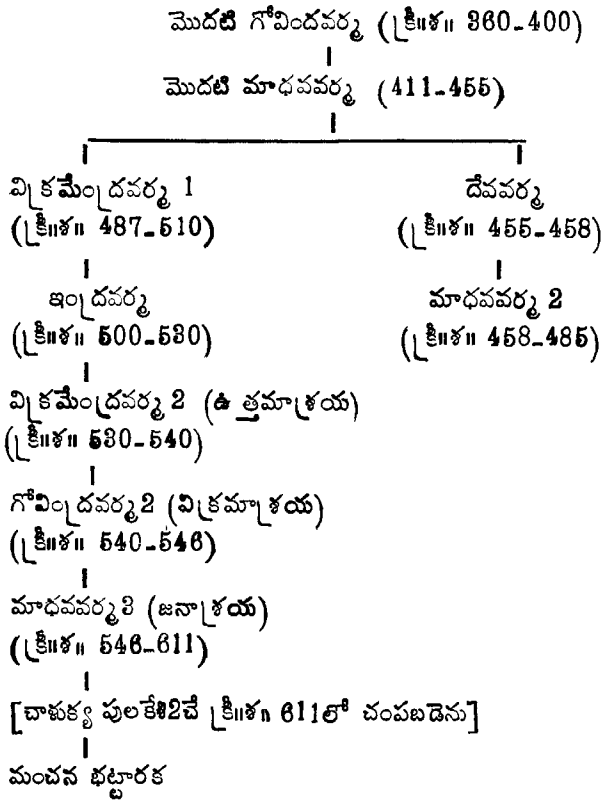 మొదటి గోవిందవర్మ (క్రీ॥శ॥ 360-400)
మొదటి మాధవవర్మ (411-455)
విక్రమేంద్రవర్మ 1 దేవవర్మ
(క్రీ॥శ॥ 487-510) (క్రీ॥శ॥ 455-458)
ఇంద్రవర్మ మాధవవర్మ 2
(క్రీ॥శ॥ 500-530) (క్రీ॥శ॥ 458-485)
విక్రమేంద్రవర్మ 2 (ఉత్తమాశ్రయ)
(క్రీ॥శ॥ 530-540)
గోవింద్రవర్మ 2 (విక్రమాశ్రయ)
(క్రీ॥శ॥ 540-546)
మాధవవర్మ 3 (జనాశ్రయ)
(క్రీ॥శ॥ 546-611)
[చాళుక్య పులకేశి2చే క్రీ॥శ॥ 611లో చంపబడెను]
మంచన భట్టారక